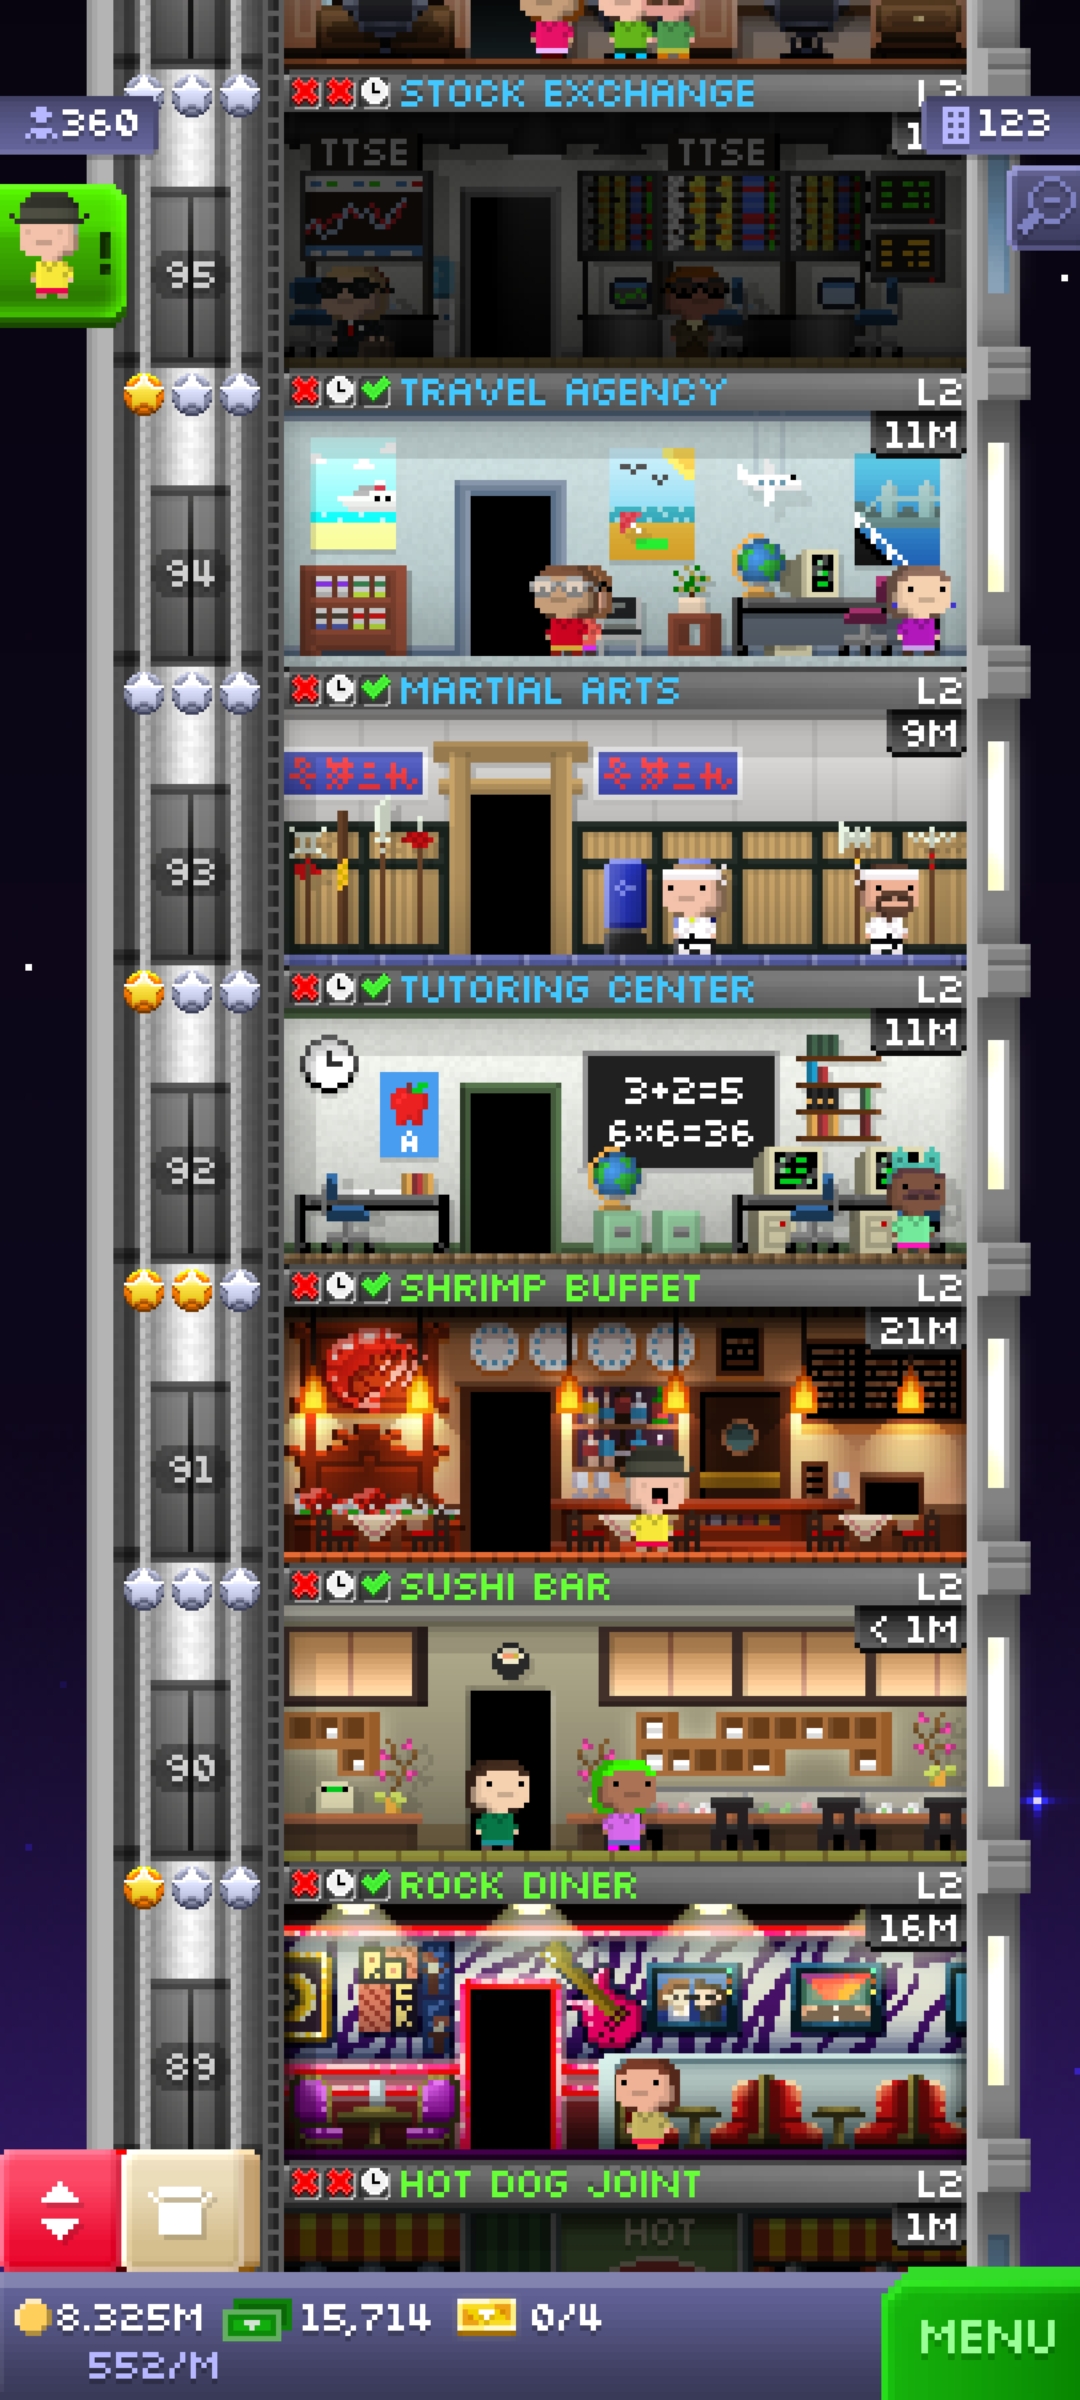 STOCK EXCHANGE
360
123
TTSE TTSE
95
TRAVEL AGENCY L2
11M
94
MARTIAL ARTS L2
9M
93
TUTORING CENTER L2
11M
3+2=5
6×6=36
A
92
SHRIMP BUFFET L2
21M
91
SUSHI BAR L2
< 1M
90
ROCK DINER L2
16M
ROCK
89
HOT DOG JOINT L2
HOT 1M
8.325M 15,714 0/4
552/M
MENU